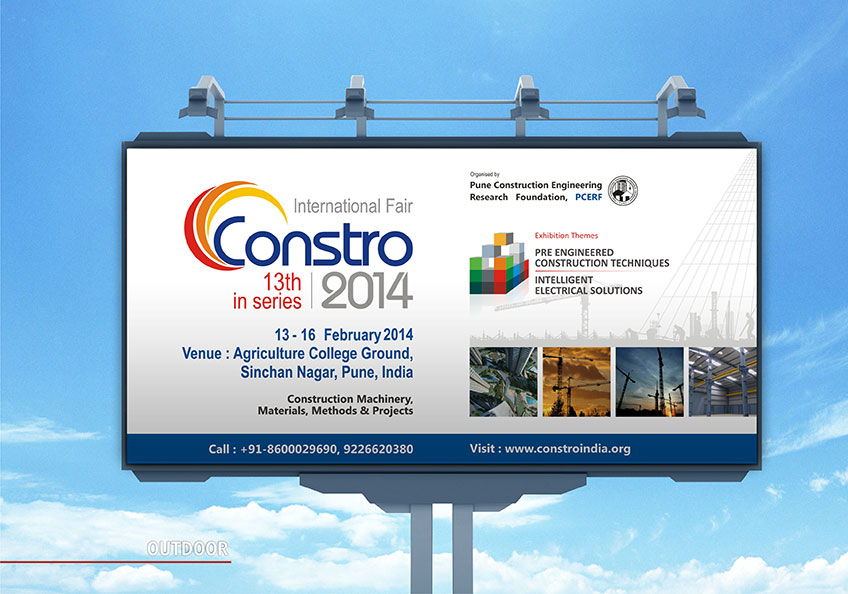 International Fair
Constro
13th
in series
2014
13 - 16 February 2014
Venue : Agriculture College Ground,
Sinchan Nagar, Pune, India
Construction Machinery,
Materials, Methods & Projects
Organised by
Pune Construction Engineering
Research Foundation, PCERF
Exhibition Themes
PRE ENGINEERED
CONSTRUCTION TECHNIQUES
INTELLIGENT
ELECTRICAL SOLUTIONS
Call : +91-8600029690, 9226620380
Visit : www.constroindia.org
OUTDOOR